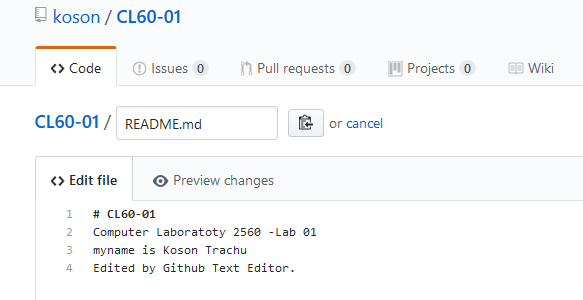 koson / CL60-01
Code Issues 0 Pull requests 0 Projects 0 Wiki
CL60-01 / README.md or cancel
Edit file Preview changes
1 # CL60-01
2 Computer Laboratoty 2560 -Lab 01
3 myname is Koson Trachu
4 Edited by Github Text Editor.